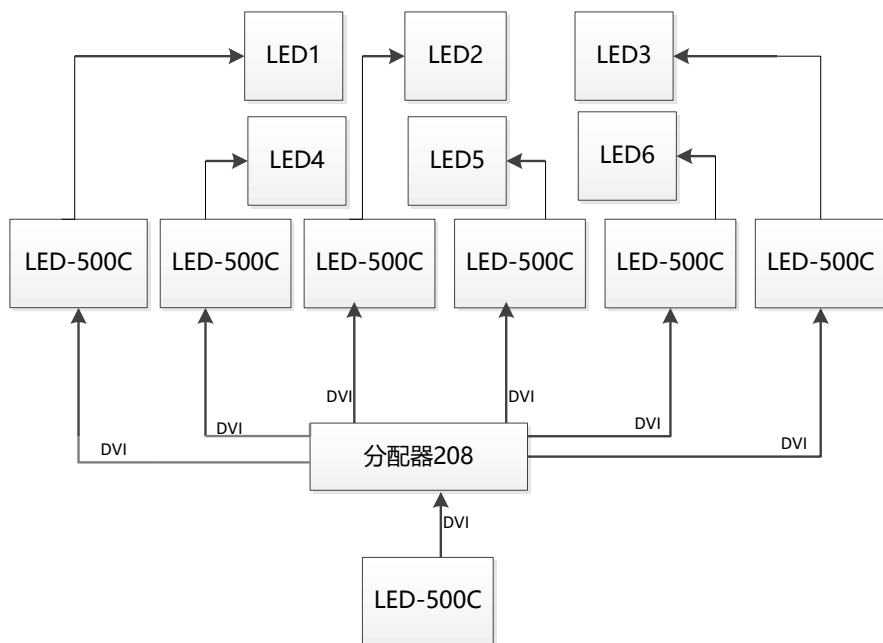 LED1
LED2
LED3
LED4
LED5
LED6
LED-500C
LED-500C
LED-500C
LED-500C
LED-500C
LED-500C
DVI
DVI
DVI
DVI
DVI
DVI
分配器208
DVI
LED-500C